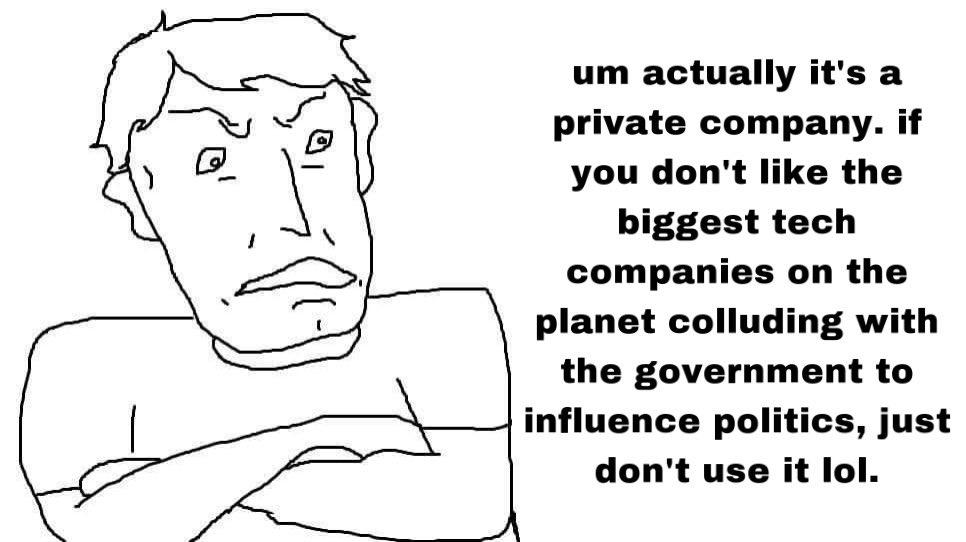 um actually it's a
private company. if
you don't like the
biggest tech
companies on the
planet colluding with
the government to
influence politics, just
don't use it lol.